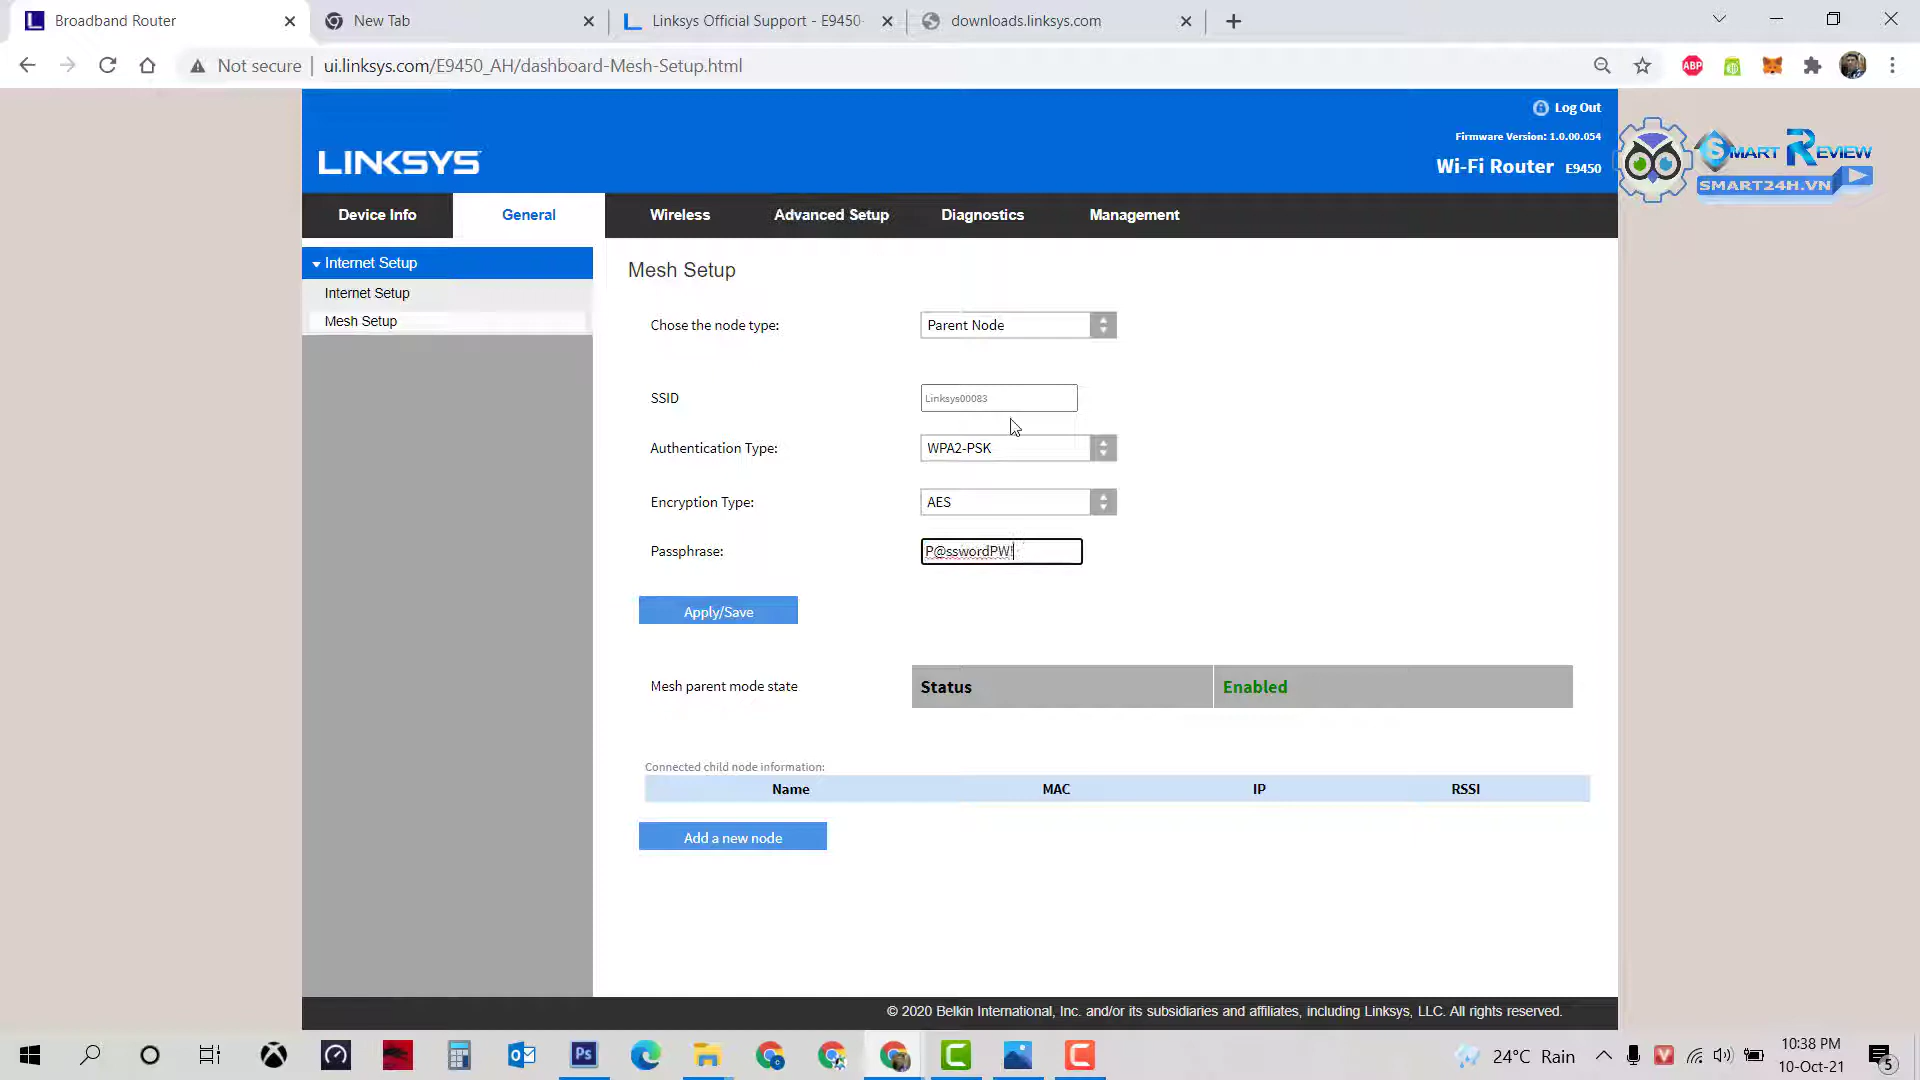 Broadband Router
New Tab
Linksys Official Support - E9450-
downloads.linksys.com
Not secure
ui.linksys.com/E9450_AH/dashboard-Mesh-Setup.html
ABP
Log Out
Firmware Version: 1.0.00.054
LINKSYS
Wi-Fi Router E9450
SMART REVIEW
SMART24H.VN
Device Info
General
Wireless
Advanced Setup
Diagnostics
Management
Internet Setup
Internet Setup
Mesh Setup
Mesh Setup
Chose the node type:
Parent Node
SSID
Linksys00083
Authentication Type:
WPA2-PSK
Encryption Type:
AES
Passphrase:
P@sswordPW!
Apply/Save
Mesh parent mode state
Status
Enabled
Connected child node information:
Name MAC IP RSSI
Add a new node
© 2020 Belkin International, Inc. and/or its subsidiaries and affiliates, including Linksys, LLC. All rights reserved.
Ps
24°C Rain
10:38 PM
10-Oct-21
5